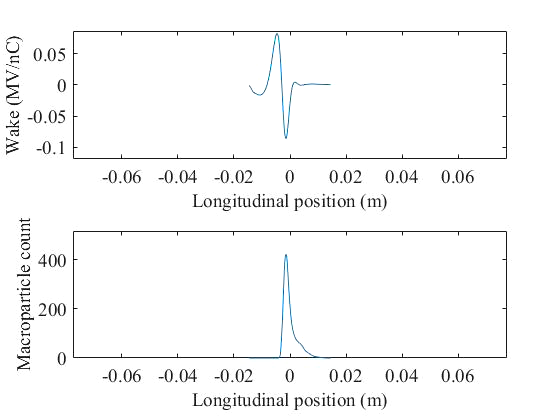 Wake (MV/nC)
0.05
0
-0.05
-0.1
-0.06 -0.04 -0.02 0 0.02 0.04 0.06
Longitudinal position (m)
Macroparticle count
400
200
0
-0.06 -0.04 -0.02 0 0.02 0.04 0.06
Longitudinal position (m)